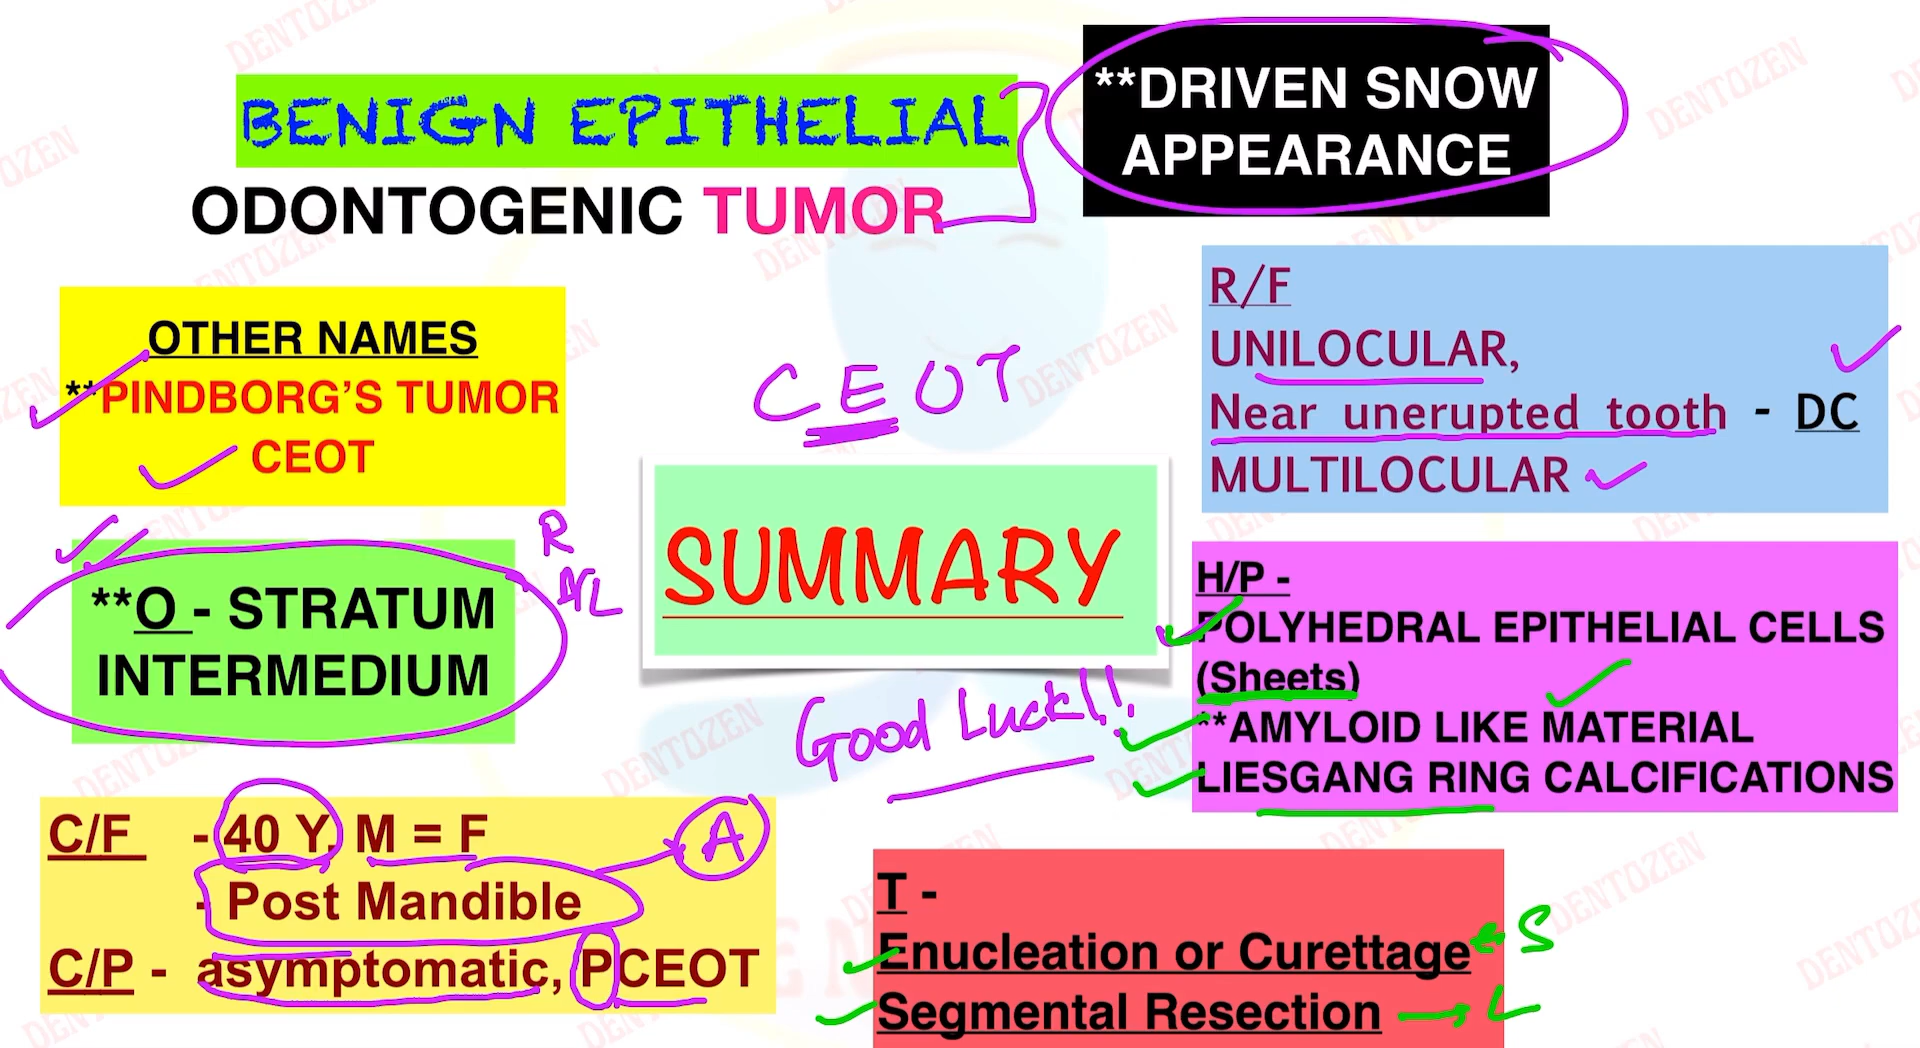 BENIGN EPITHELIAL
ODONTOGENIC TUMOR
**DRIVEN SNOW
APPEARANCE
OTHER NAMES
**PINDBORG'S TUMOR
CEOT
CEOT
R/F
UNILOCULAR,
Near unerupted tooth - DC
MULTILOCULAR
**O - STRATUM
INTERMEDIUM
R
SUMMARY
Good Luck!!
H/P -
POLYHEDRAL EPITHELIAL CELLS
(Sheets)
**AMYLOID LIKE MATERIAL
LIESGANG RING CALCIFICATIONS
C/F - 40 Y, M = F
- Post Mandible
A
C/P - asymptomatic, PCEOT
T -
Enucleation or Curettage
S
Segmental Resection
L
DENTOZEN